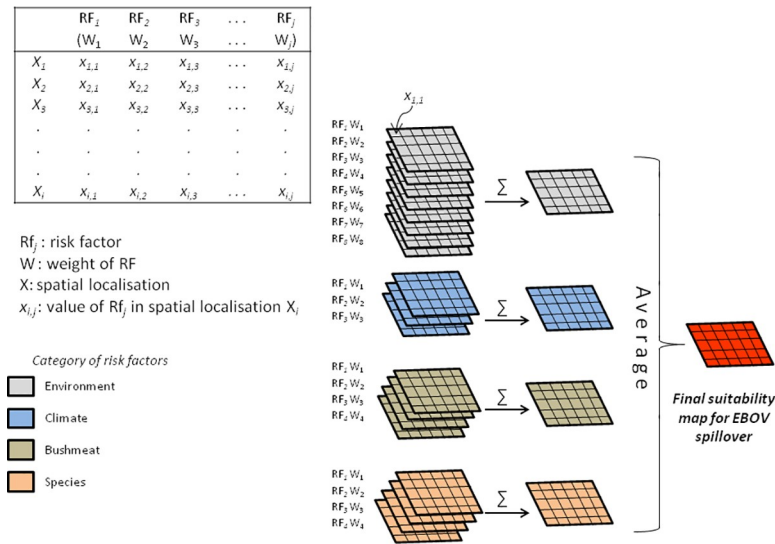 RF1 RF2 RF3 ... RFj
(W1 W2 W3 ... Wj)
X1 x1,1 x1,2 x1,3 ... x1,j
X2 x2,1 x2,2 x2,3 ... x2,j
X3 x3,1 x3,2 x3,3 ... x3,j
. . . . .
. . . . .
. . . . .
Xi xi,1 xi,2 xi,3 ... xi,j
Rfj : risk factor
W : weight of RF
X: spatial localisation
xi,j: value of Rfj in spatial localisation Xi
Category of risk factors
Environment
Climate
Bushmeat
Species
x1,1
RF1 W1
RF2 W2
RF3 W3
RF4 W4
RF5 W5
RF6 W6
RF7 W7
RF8 W8
Σ
RF1 W1
RF2 W2
RF3 W3
Σ
RF1 W1
RF2 W2
RF3 W3
RF4 W4
Σ
RF1 W1
RF2 W2
RF3 W3
RF4 W4
Σ
Average
Final suitability
map for EBOV
spillover